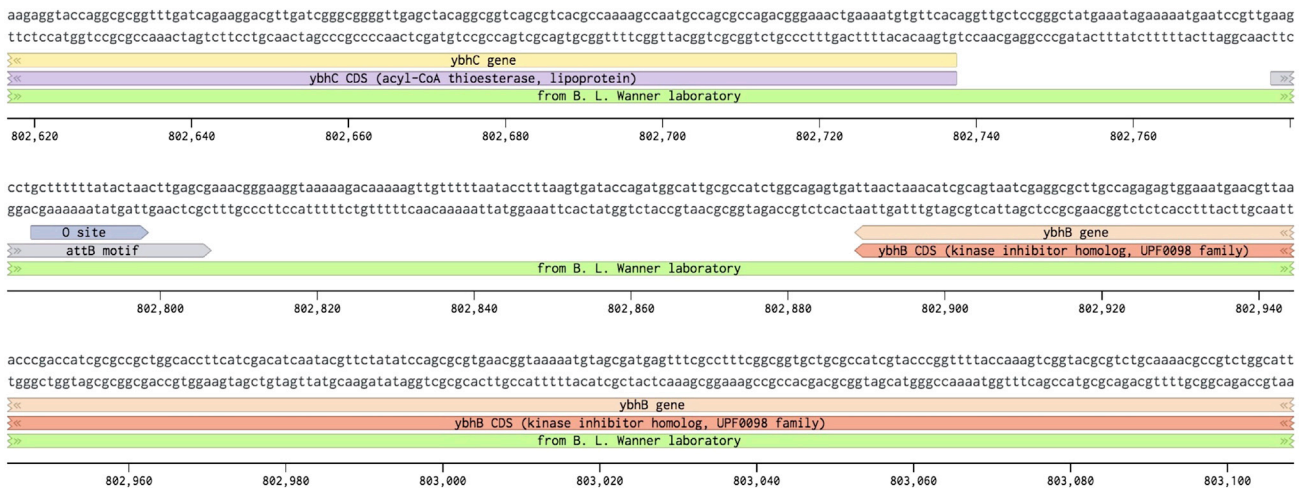 aagaggtaccaggcgcggtttgatcagaaggacgttgatcgggcggggttgagctacaggcggtcagcgtcacgccaaaagccaatgccagcgccagacgggaaactgaaaatgtgttcacaggttgctccgggctatgaaatagaaaaatgaatccgttgaag
ttctccatggtccgcgccaaactagtcttcctgcaactagcccgccccaactcgatgtccgccagtcgcagtgcggttttcggttacggtcgcggtctgccctttgacttttacacaagtgtccaacgaggcccgatactttatctttttacttaggcaacttc
ybhC gene
ybhC CDS (acyl-CoA thioesterase, lipoprotein)
from B. L. Wanner laboratory
802,620 802,640 802,660 802,680 802,700 802,720 802,740 802,760
cctgcttttttatactaacttgagcgaaacgggaaggtaaaaagacaaaaagttgtttttaatacctttaagtgataccagatggcattgcgccatctggcagagtgattaactaaacatcgcagtaatcgaggcgcttgccagagagtggaaatgaacgttaa
ggacgaaaaaatatgattgaactcgctttgcccttccatttttctgtttttcaacaaaaattatggaaattcactatggtctaccgtaacgcggtagaccgtctcactaattgatttgtagcgtcattagctccgcgaacggtctctcacctttacttgcaatt
O site ybhB gene
attB motif ybhB CDS (kinase inhibitor homolog, UPF0098 family)
from B. L. Wanner laboratory
802,800 802,820 802,840 802,860 802,880 802,900 802,920 802,940
acccgaccatcgcgccgctggcaccttcatcgacatcaatacgttctatatccagcgcgtgaacggtaaaaatgtagcgatgagtttcgcctttcggcggtgctgcgccatcgtacccggttttaccaaagtcggtacgcgtctgcaaaacgccgtctggcatt
tgggctggtagcgcggcgaccgtggaagtagctgtagttatgcaagatataggtcgcgcacttgccatttttacatcgctactcaaagcggaaagccgccacgacgcggtagcatgggccaaaatggtttcagccatgcgcagacgttttgcggcagaccgtaa
ybhB gene
ybhB CDS (kinase inhibitor homolog, UPF0098 family)
from B. L. Wanner laboratory
802,960 802,980 803,000 803,020 803,040 803,060 803,080 803,100